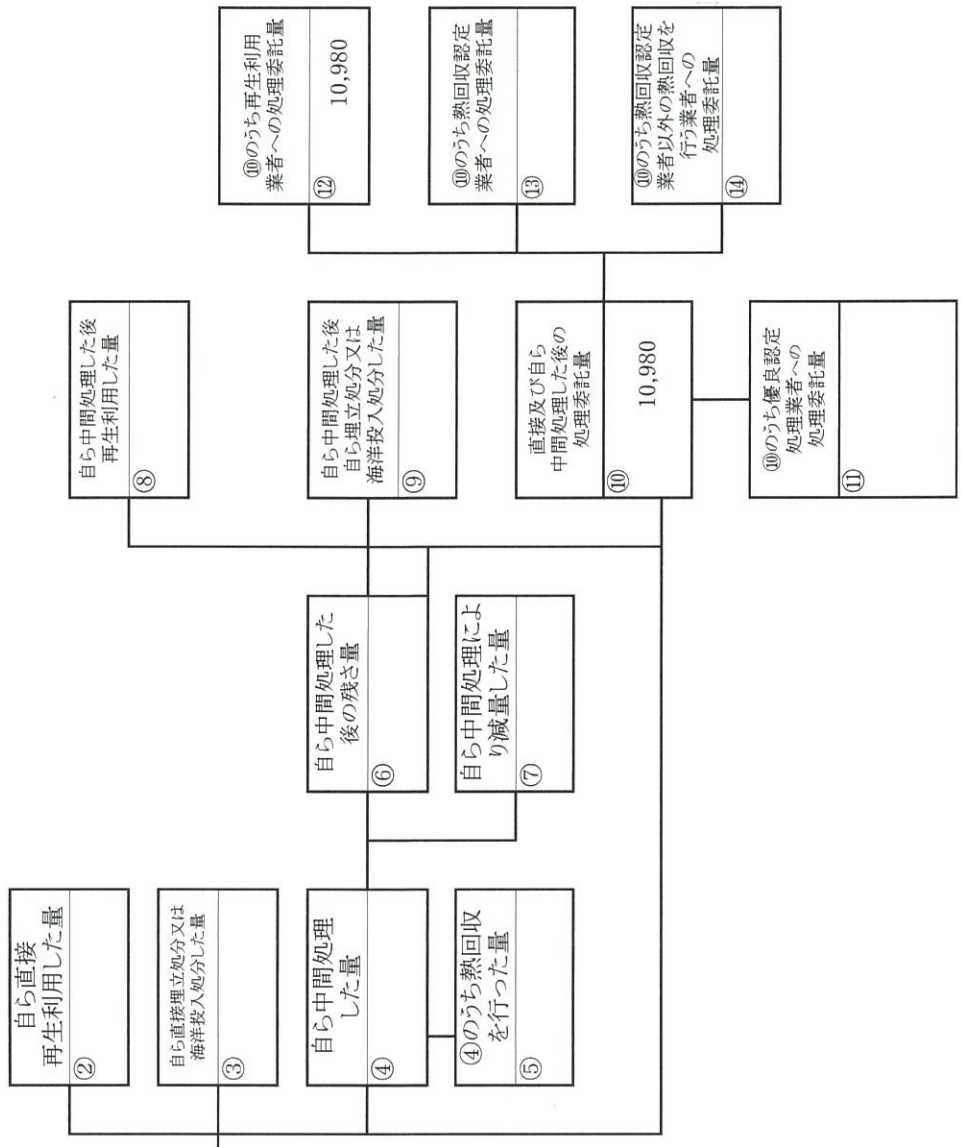 自ら直接
再生利用した量
②
自ら直接埋立処分又は
海洋投入処分した量
③
自ら中間処理
した量
④
④のうち熱回収
を行った量
⑤
自ら中間処理した
後の残さ量
⑥
自ら中間処理によ
り減量した量
⑦
自ら中間処理した後
再生利用した量
⑧
自ら中間処理した後
自ら埋立処分又は
海洋投入処分した量
⑨
直接及び自ら
中間処理した後の
処理委託量
⑩
10,980
⑩のうち優良認定
処理業者への
処理委託量
⑪
⑩のうち再生利用
業者への処理委託量
⑫
10,980
⑩のうち熱回収認定
業者への処理委託量
⑬
⑩のうち熱回収認定
業者以外の熱回収を
行う業者への
処理委託量
⑭